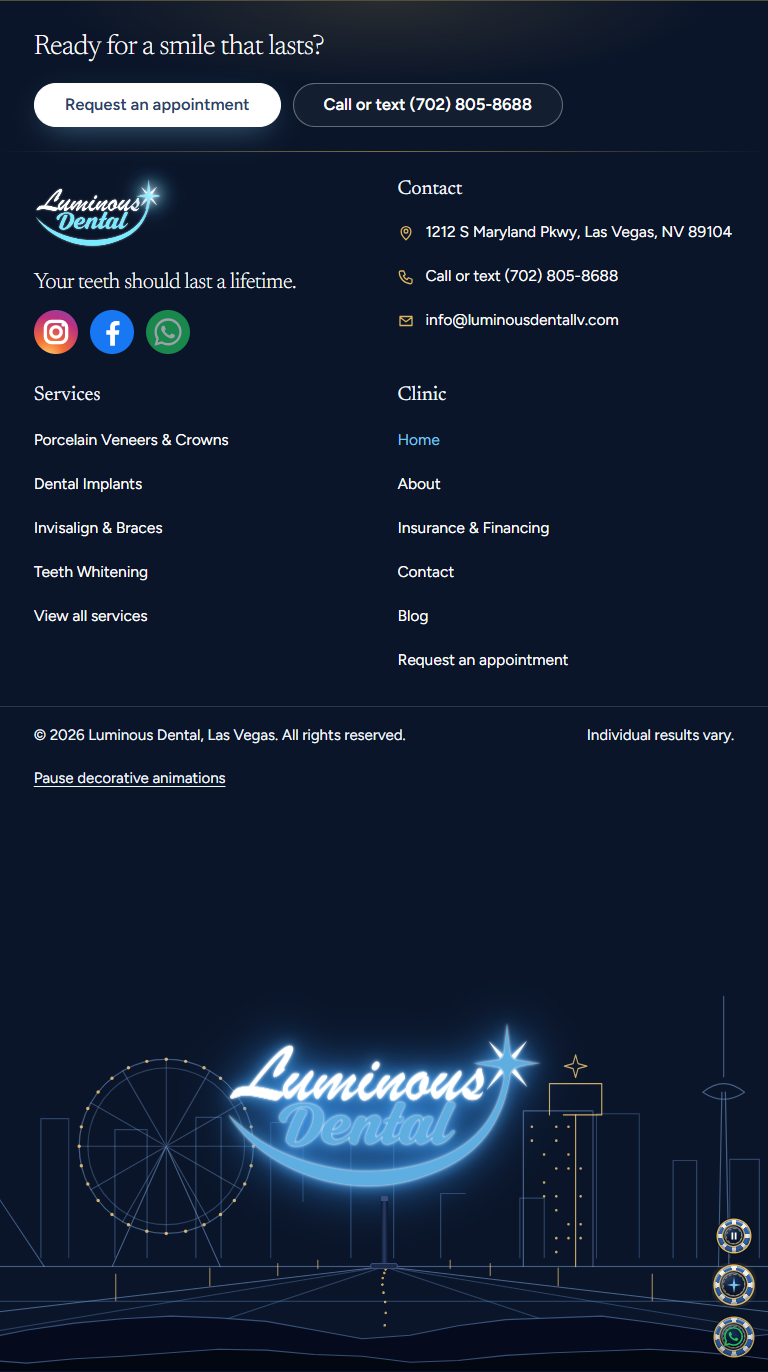 Ready for a smile that lasts?
Request an appointment
Call or text (702) 805-8688
Luminous
Dental
Your teeth should last a lifetime.
Contact
1212 S Maryland Pkwy, Las Vegas, NV 89104
Call or text (702) 805-8688
info@luminousdentallv.com
Services
Porcelain Veneers & Crowns
Dental Implants
Invisalign & Braces
Teeth Whitening
View all services
Clinic
Home
About
Insurance & Financing
Contact
Blog
Request an appointment
© 2026 Luminous Dental, Las Vegas. All rights reserved.
Individual results vary.
Pause decorative animations
Luminous
Dental